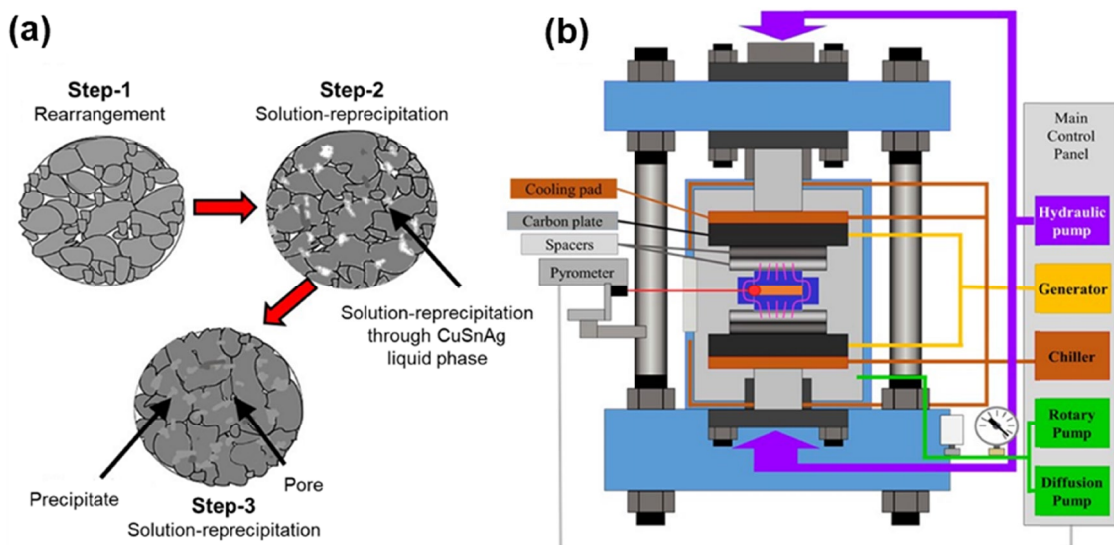 (a)
Step-1
Rearrangement
Step-2
Solution-reprecipitation
Solution-reprecipitation
through CuSnAg
liquid phase
Precipitate
Pore
Step-3
Solution-reprecipitation
(b)
Cooling pad
Carbon plate
Spacers
Pyrometer
Main
Control
Panel
Hydraulic
pump
Generator
Chiller
Rotary
Pump
Diffusion
Pump